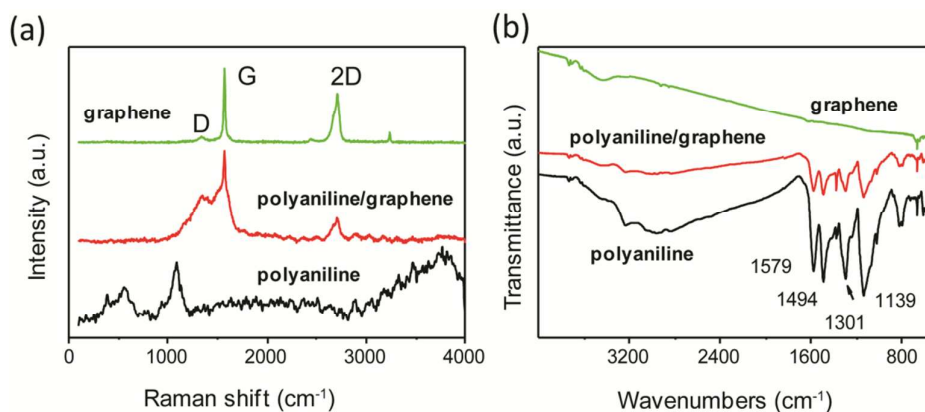 (a)
Intensity (a.u.)
graphene
D
G
2D
polyaniline/graphene
polyaniline
0
1000
2000
3000
4000
Raman shift (cm-1)
(b)
Transmittance (a.u.)
graphene
polyaniline/graphene
polyaniline
1579
1494
1301
1139
3200
2400
1600
800
Wavenumbers (cm-1)